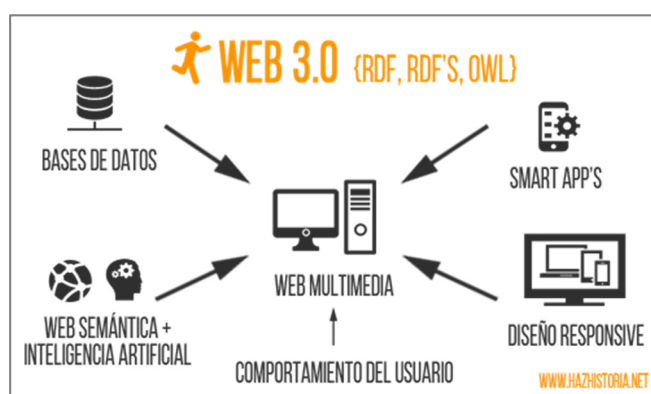 WEB 3.0 {RDF, RDF'S, OWL}
BASES DE DATOS
SMART APP'S
WEB MULTIMEDIA
WEB SEMÁNTICA +
INTELIGENCIA ARTIFICIAL
DISEÑO RESPONSIVE
COMPORTAMIENTO DEL USUARIO
WWW.HAZHISTORIA.NET